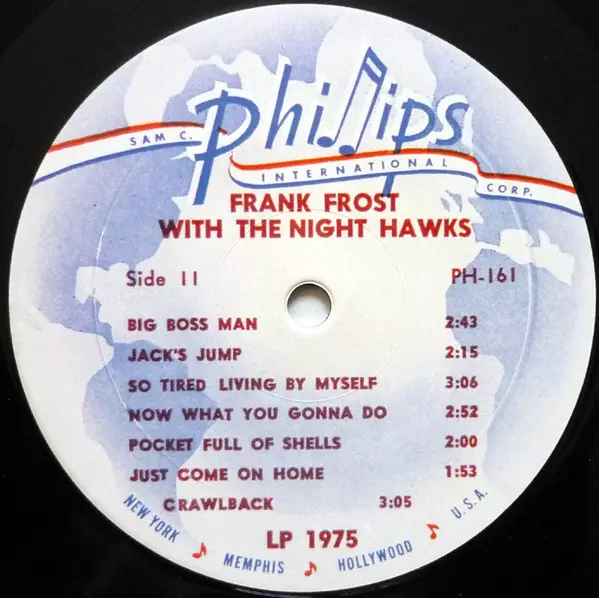 Phillips
SAM C.
INTERNATIONAL
CORP.
FRANK FROST
WITH THE NIGHT HAWKS
Side II PH-161
BIG BOSS MAN 2:43
JACK'S JUMP 2:15
SO TIRED LIVING BY MYSELF 3:06
NOW WHAT YOU GONNA DO 2:52
POCKET FULL OF SHELLS 2:00
JUST COME ON HOME 1:53
CRAWLBACK 3:05
LP 1975
NEW YORK ♪ MEMPHIS ♪ HOLLYWOOD ♪ U.S.A.